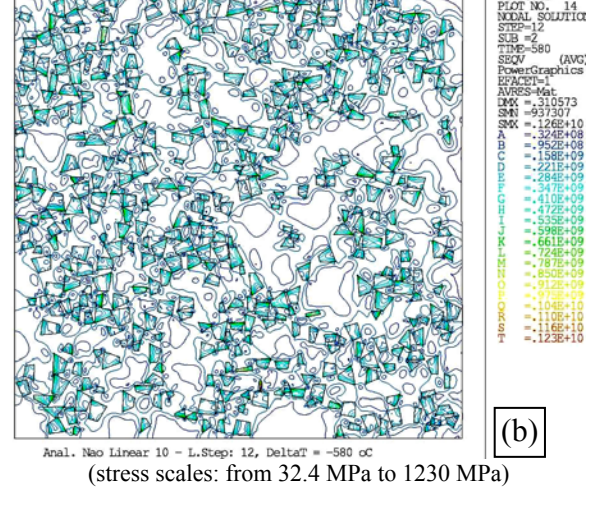 PLOT NO. 14
NODAL SOLUTION
STEP=12
SUB =2
TIME=580
SEQV (AVG)
PowerGraphics
EFACET=1
AVRES=Mat
DMX =.310573
SMN =937307
SMX =.126E+10
A =.324E+08
B =.952E+08
C =.158E+09
D =.221E+09
E =.284E+09
F =.347E+09
G =.410E+09
H =.472E+09
I =.535E+09
J =.598E+09
K =.661E+09
L =.724E+09
M =.787E+09
N =.850E+09
O =.912E+09
Q =.104E+10
R =.110E+10
S =.116E+10
T =.123E+10
(b)
Anal. Nao Linear 10 - L.Step: 12, DeltaT = -580 oC
(stress scales: from 32.4 MPa to 1230 MPa)